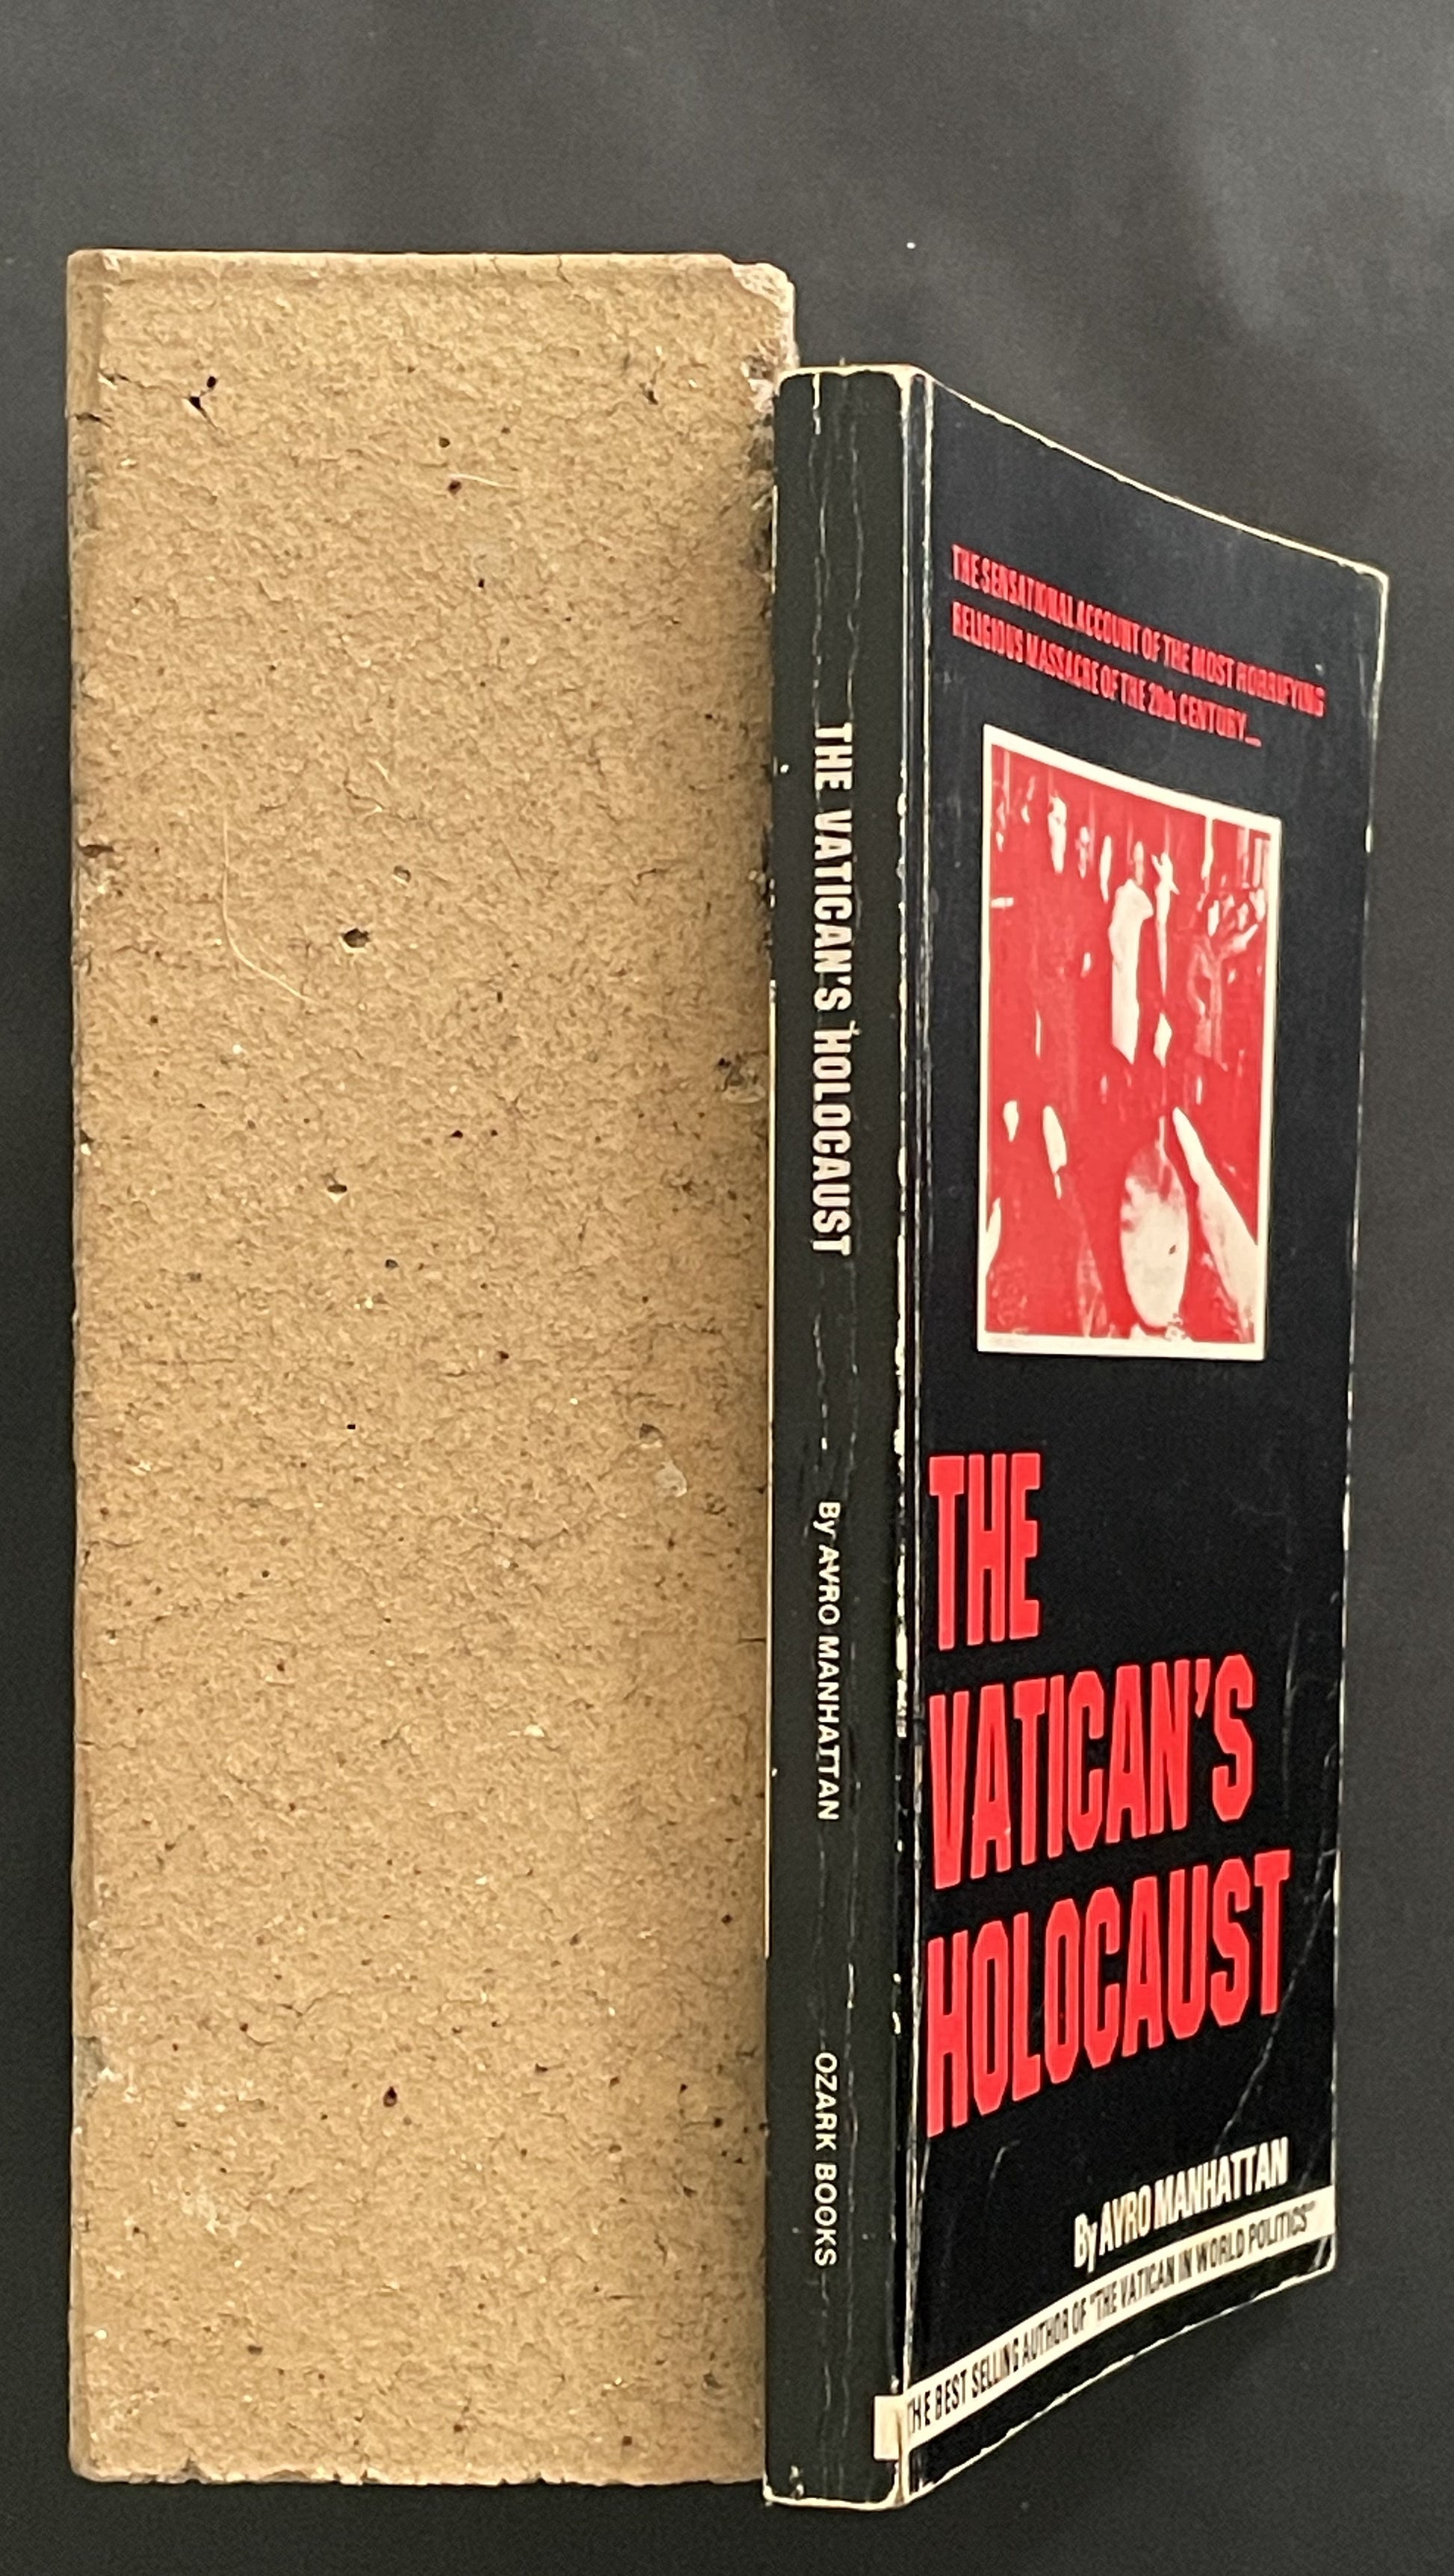 THE VATICAN'S HOLOCAUST
By AVRO MANHATTAN
OZARK BOOKS
THE SENSATIONAL ACCOUNT OF THE MOST HORRIFYING
RELIGIOUS MASSACRE OF THE 20th CENTURY...
THE
VATICAN'S
HOLOCAUST
By AVRO MANHATTAN
THE BEST SELLING AUTHOR OF "THE VATICAN IN WORLD POLITICS"